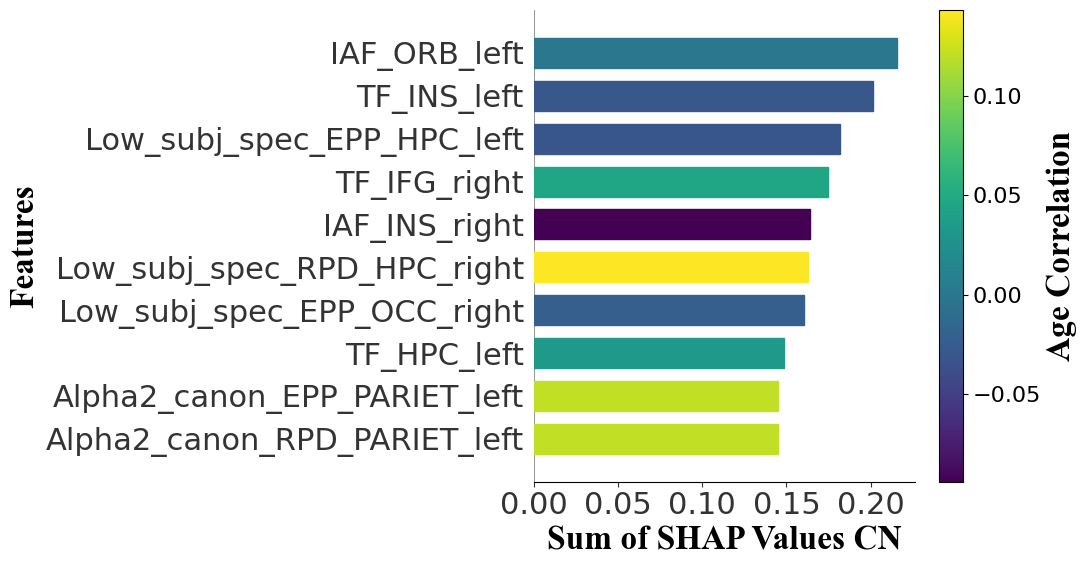 IAF_ORB_left
TF_INS_left
Low_subj_spec_EPP_HPC_left
TF_IFG_right
IAF_INS_right
Low_subj_spec_RPD_HPC_right
Low_subj_spec_EPP_OCC_right
TF_HPC_left
Alpha2_canon_EPP_PARIET_left
Alpha2_canon_RPD_PARIET_left
Features
0.00 0.05 0.10 0.15 0.20
Sum of SHAP Values CN
0.10
0.05
0.00
−0.05
Age Correlation